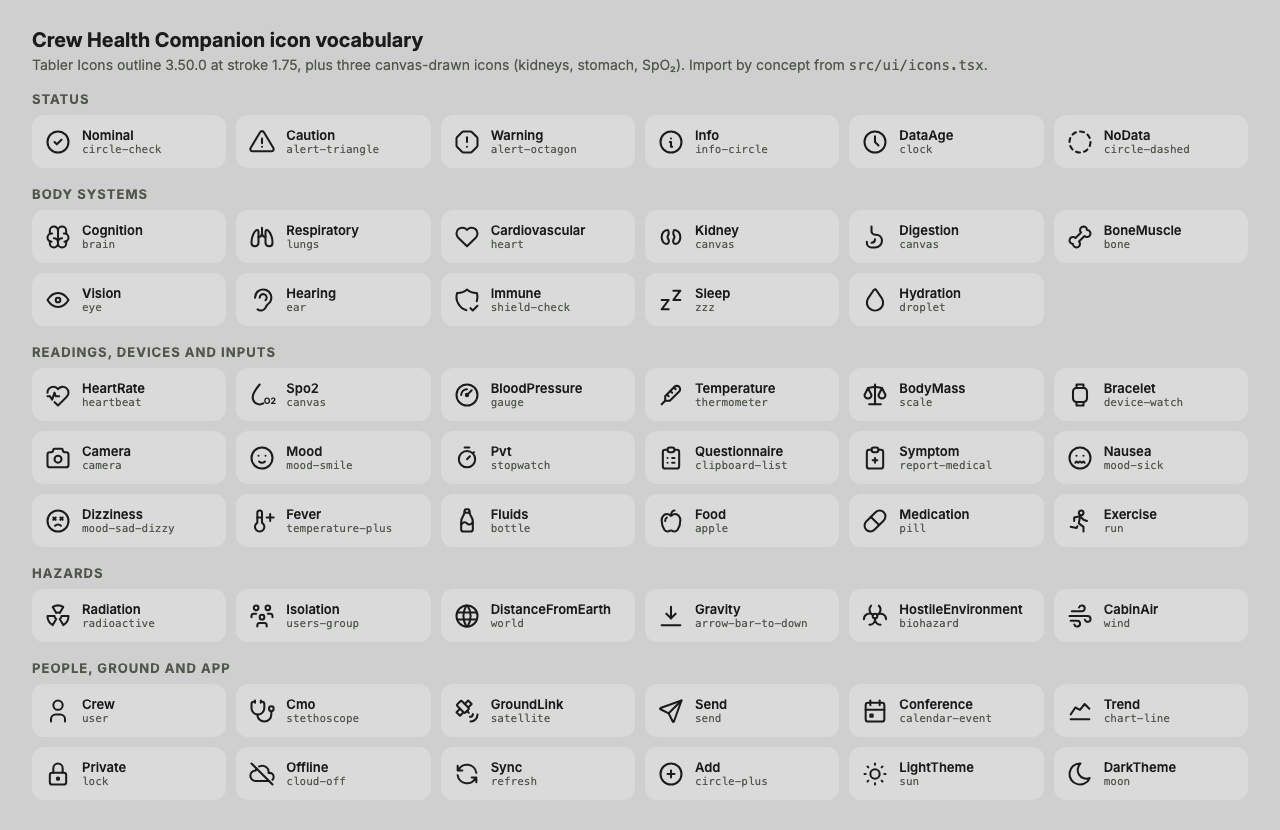 Crew Health Companion icon vocabulary
Tabler Icons outline 3.50.0 at stroke 1.75, plus three canvas-drawn icons (kidneys, stomach, SpO₂). Import by concept from src/ui/icons.tsx.
STATUS
Nominal
circle-check
Caution
alert-triangle
Warning
alert-octagon
Info
info-circle
DataAge
clock
NoData
circle-dashed
BODY SYSTEMS
Cognition
brain
Respiratory
lungs
Cardiovascular
heart
Kidney
canvas
Digestion
canvas
BoneMuscle
bone
Vision
eye
Hearing
ear
Immune
shield-check
Sleep
zzz
Hydration
droplet
READINGS, DEVICES AND INPUTS
HeartRate
heartbeat
O2
Spo2
canvas
BloodPressure
gauge
Temperature
thermometer
BodyMass
scale
Bracelet
device-watch
Camera
camera
Mood
mood-smile
Pvt
stopwatch
Questionnaire
clipboard-list
Symptom
report-medical
Nausea
mood-sick
Dizziness
mood-sad-dizzy
Fever
temperature-plus
Fluids
bottle
Food
apple
Medication
pill
Exercise
run
HAZARDS
Radiation
radioactive
Isolation
users-group
DistanceFromEarth
world
Gravity
arrow-bar-to-down
HostileEnvironment
biohazard
CabinAir
wind
PEOPLE, GROUND AND APP
Crew
user
Cmo
stethoscope
GroundLink
satellite
Send
send
Conference
calendar-event
Trend
chart-line
Private
lock
Offline
cloud-off
Sync
refresh
Add
circle-plus
LightTheme
sun
DarkTheme
moon